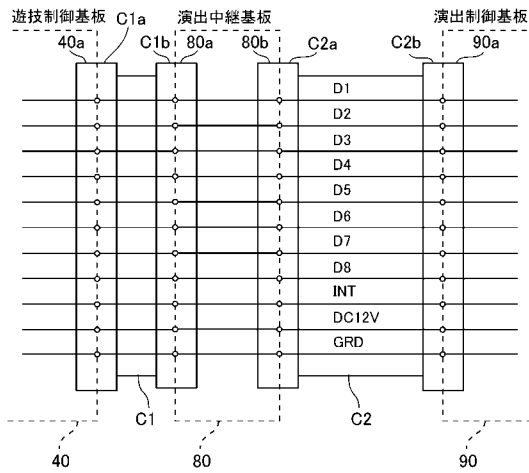 遊技制御基板
演出中継基板
演出制御基板
40a
C1a
C1b
80a
80b
C2a
C2b
90a
D1
D2
D3
D4
D5
D6
D7
D8
INT
DC12V
GRD
C1
C2
40
80
90